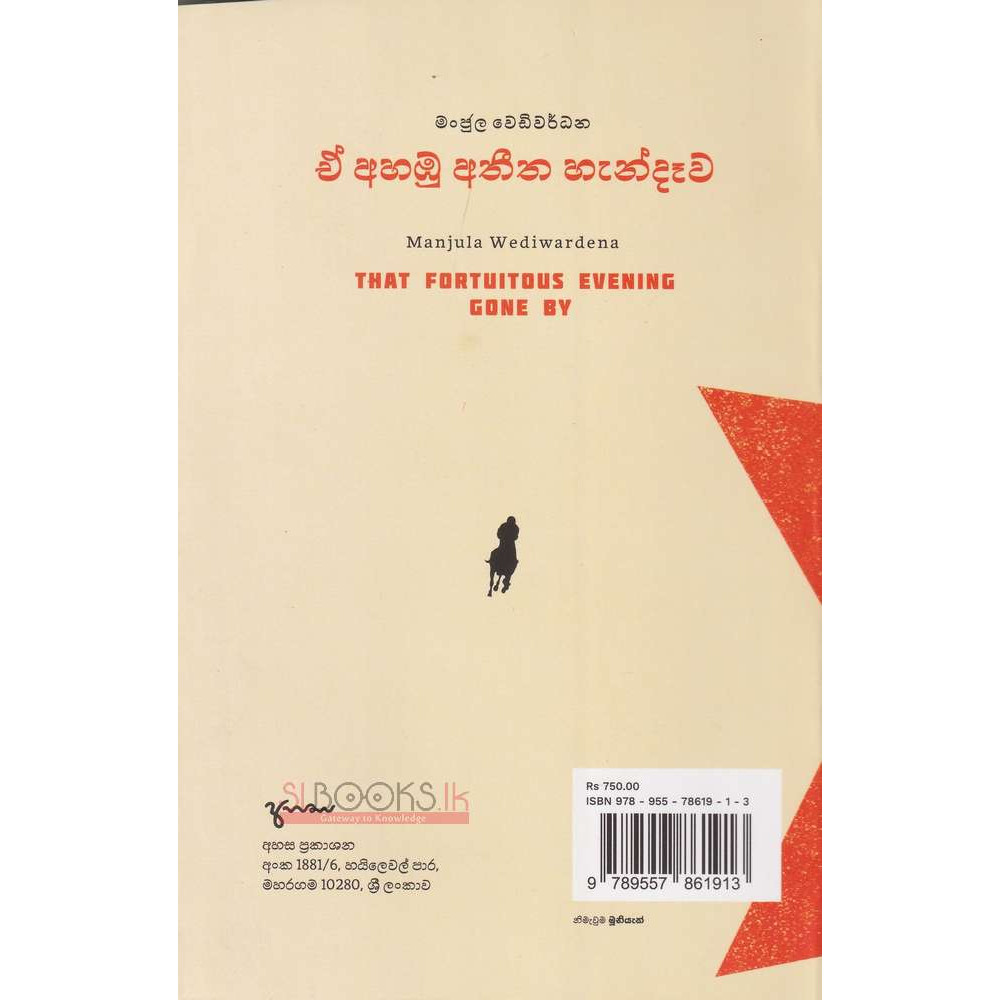 මංජුල වෙඩිවර්ධන
ඒ අහඹු අතීත හැන්දෑව
Manjula Wediwardena
THAT FORTUITOUS EVENING
GONE BY
SLBOOKS.lk
Gateway to Knowledge
අහස
අහස ප්‍රකාශන
අංක 1881/6, හයිලෙවල් පාර,
මහරගම 10280, ශ්‍රී ලංකාව
Rs 750.00
ISBN 978 - 955 - 78619 - 1 - 3
9 789557 861913
නිමැවුම මූනියැක්